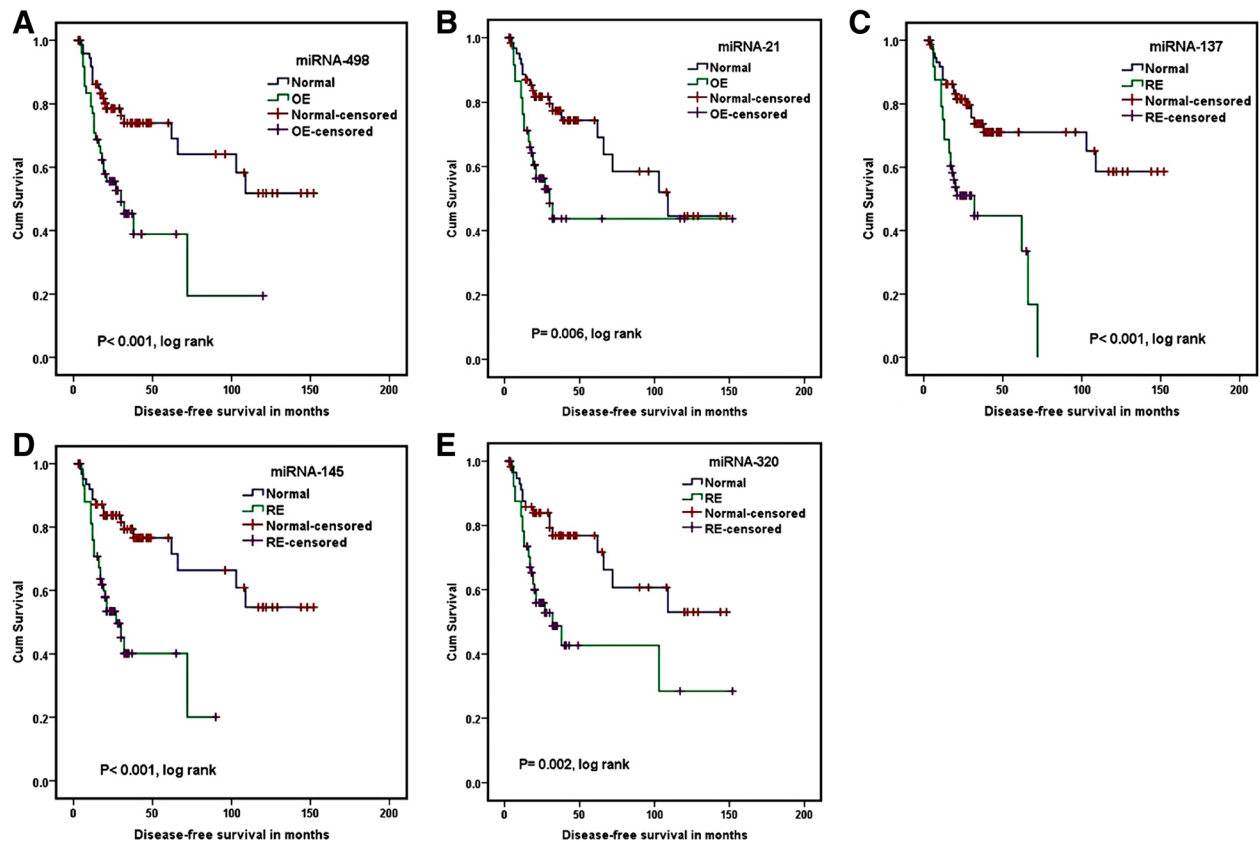 A
miRNA-498
Normal
OE
Normal-censored
OE-censored
1.0
0.8
0.6
0.4
0.2
0.0
Cum Survival
P< 0.001, log rank
0 50 100 150 200
Disease-free survival in months
B
miRNA-21
Normal
OE
Normal-censored
OE-censored
1.0
0.8
0.6
0.4
0.2
0.0
Cum Survival
P= 0.006, log rank
0 50 100 150 200
Disease-free survival in months
C
miRNA-137
Normal
RE
Normal-censored
RE-censored
1.0
0.8
0.6
0.4
0.2
0.0
Cum Survival
P< 0.001, log rank
0 50 100 150 200
Disease-free survival in months
D
miRNA-145
Normal
RE
Normal-censored
RE-censored
1.0
0.8
0.6
0.4
0.2
0.0
Cum Survival
P< 0.001, log rank
0 50 100 150 200
Disease-free survival in months
E
miRNA-320
Normal
RE
Normal-censored
RE-censored
1.0
0.8
0.6
0.4
0.2
0.0
Cum Survival
P= 0.002, log rank
0 50 100 150 200
Disease-free survival in months